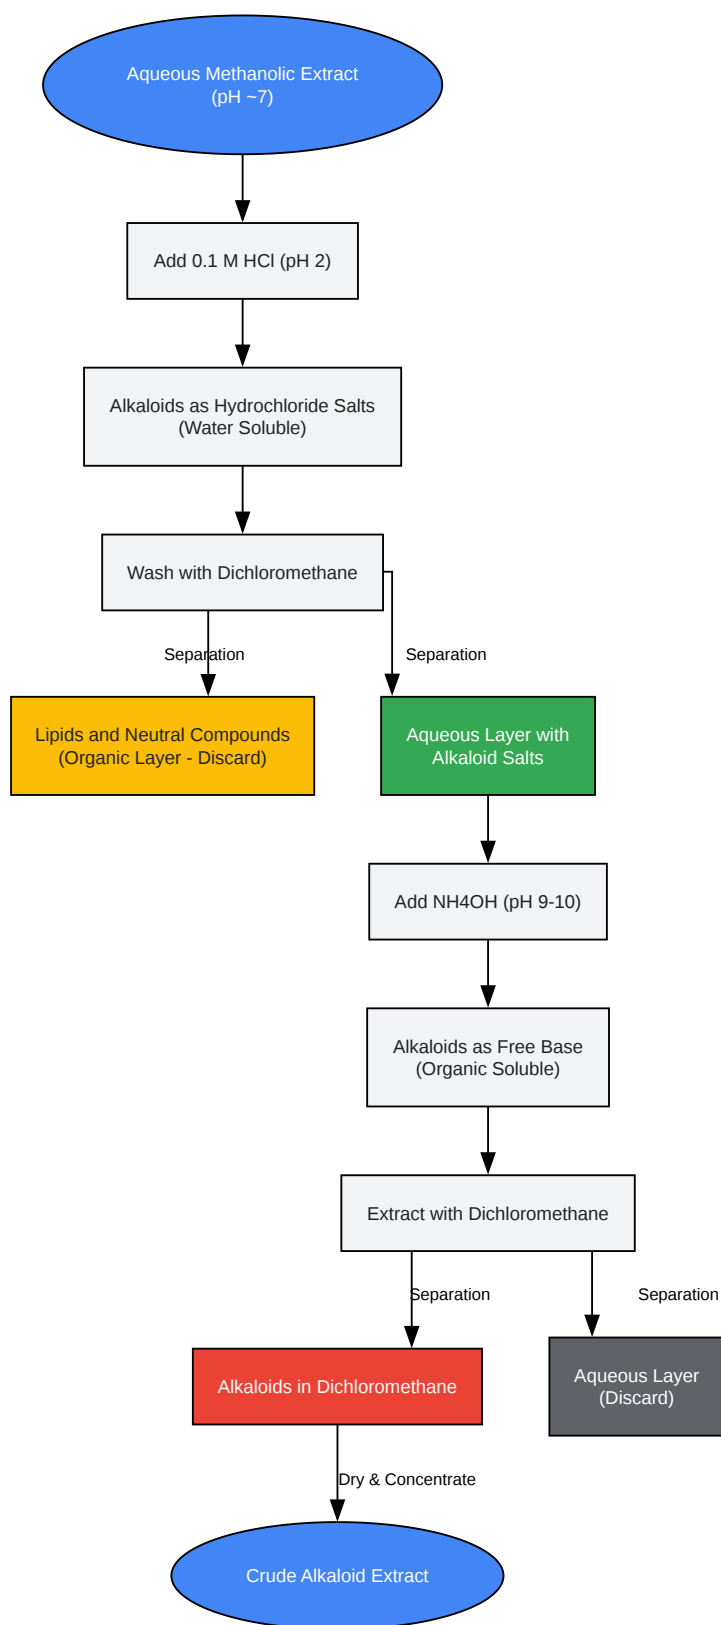 Aqueous Methanolic Extract
(pH ~7)
Add 0.1 M HCl (pH 2)
Alkaloids as Hydrochloride Salts
(Water Soluble)
Wash with Dichloromethane
Separation
Separation
Lipids and Neutral Compounds
(Organic Layer - Discard)
Aqueous Layer with
Alkaloid Salts
Add NH4OH (pH 9-10)
Alkaloids as Free Base
(Organic Soluble)
Extract with Dichloromethane
Separation
Separation
Alkaloids in Dichloromethane
Aqueous Layer
(Discard)
Dry & Concentrate
Crude Alkaloid Extract